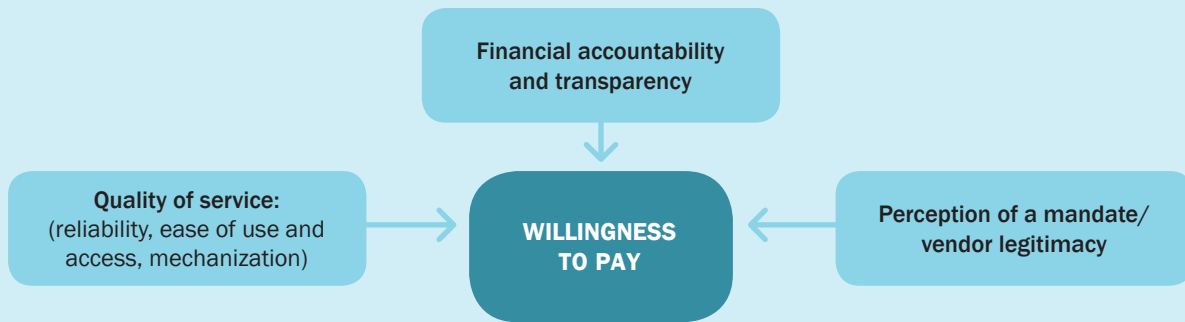 Financial accountability
and transparency
Quality of service:
(reliability, ease of use and
access, mechanization)
WILLINGNESS
TO PAY
Perception of a mandate/
vendor legitimacy